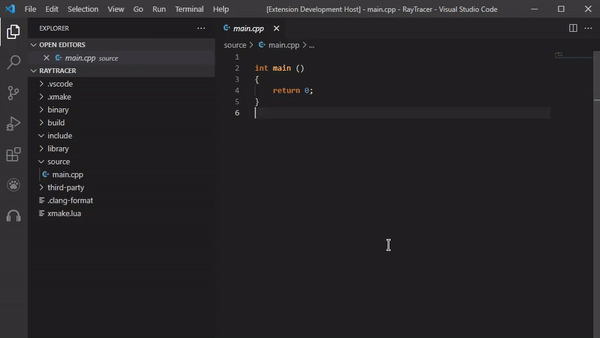 File Edit Selection View Go Run Terminal Help [Extension Development Host] - main.cpp - RayTracer - Visual Studio Code
EXPLORER
OPEN EDITORS
main.cpp source
RAYTRACER
.vscode
.xmake
binary
build
include
library
source
main.cpp
third-party
.clang-format
xmake.lua
main.cpp
source > main.cpp > ...
1
2 int main ()
3 {
4 return 0;
5 }
6